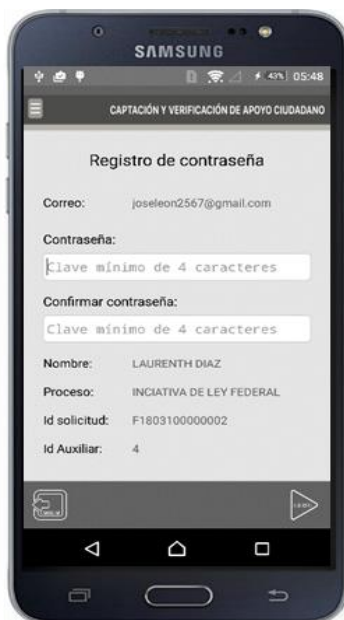 SAMSUNG
43% 05:48
CAPTACIÓN Y VERIFICACIÓN DE APOYO CIUDADANO
Registro de contraseña
Correo: joseleon2567@gmail.com
Contraseña:
Clave mínimo de 4 caracteres
Confirmar contraseña:
Clave mínimo de 4 caracteres
Nombre: LAURENTH DIAZ
Proceso: INCIATIVA DE LEY FEDERAL
Id solicitud: F1803100000002
Id Auxiliar: 4